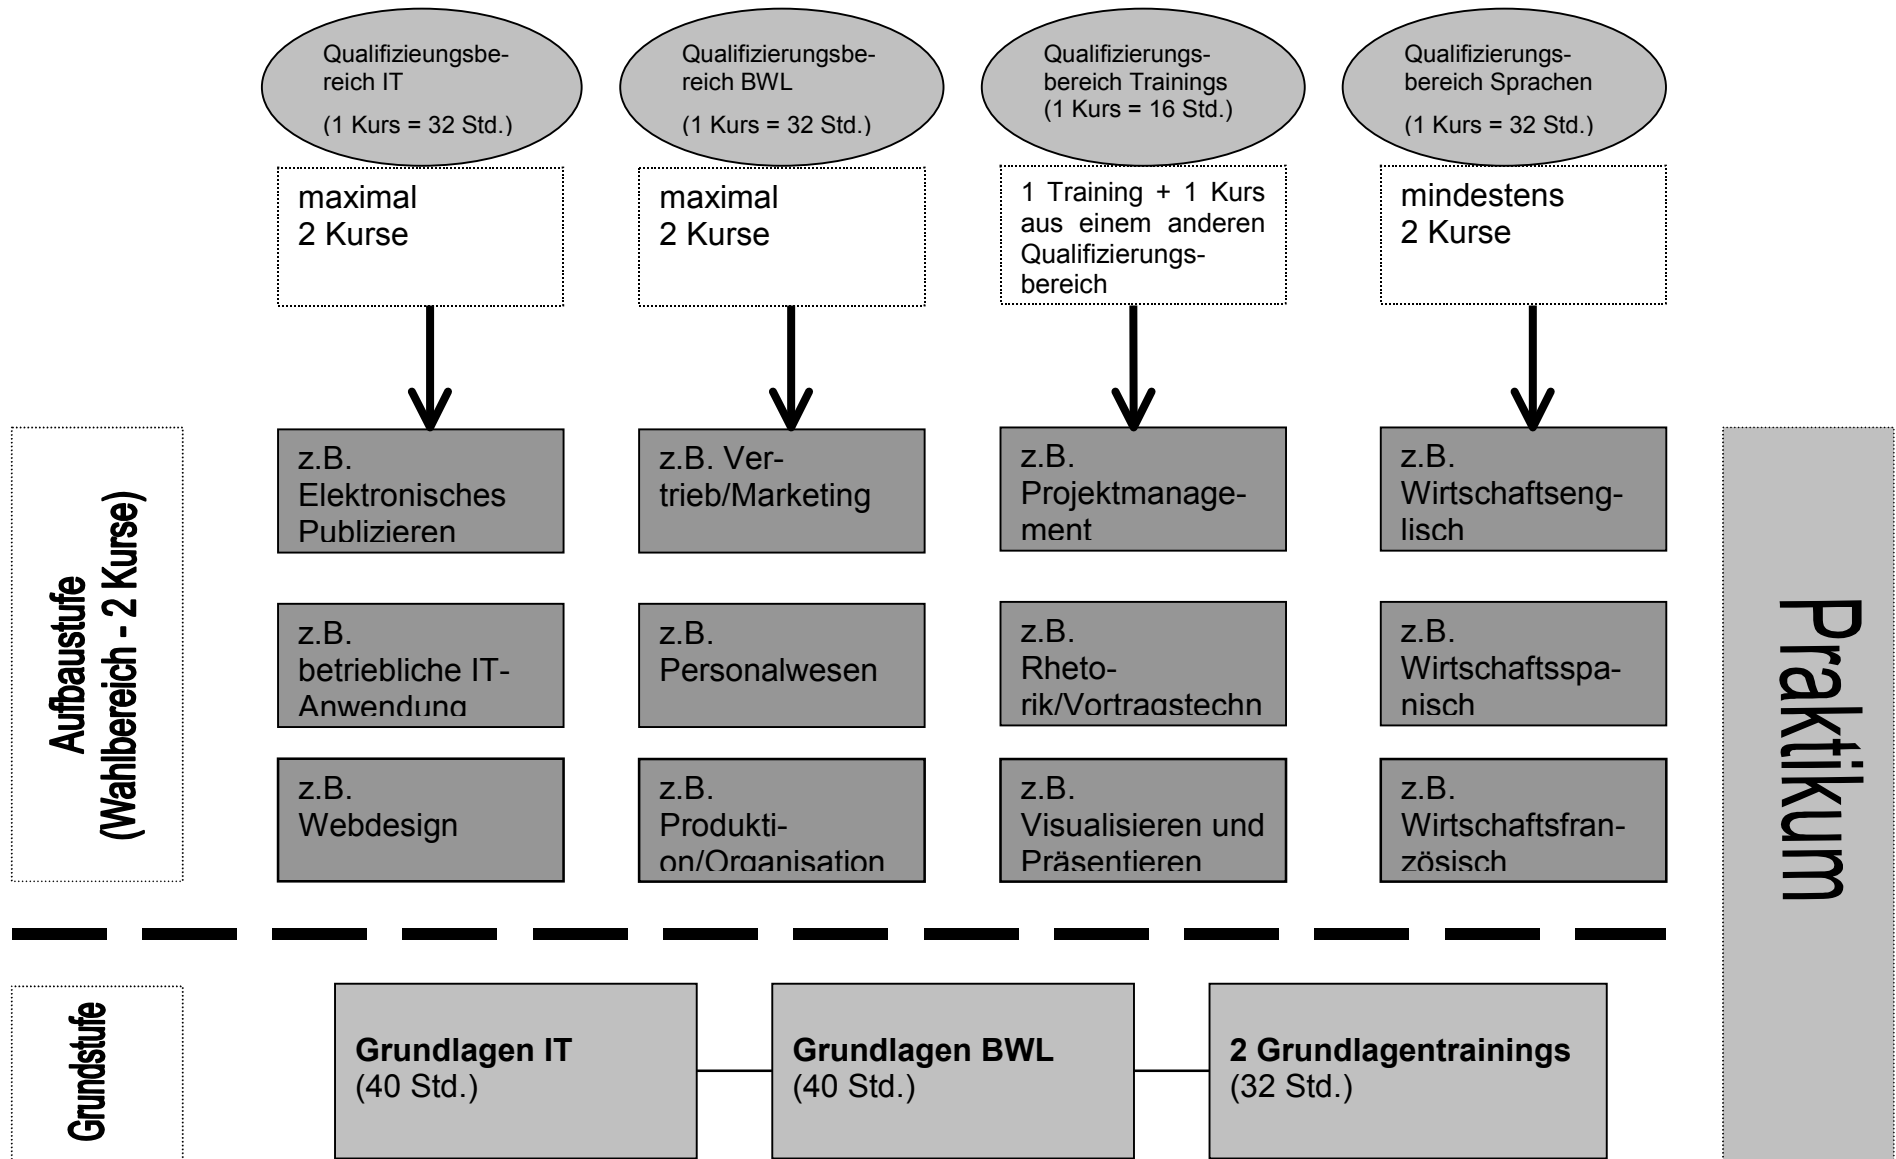 Qualifizieungsbe-
reich IT
(1 Kurs = 32 Std.)
Qualifizierungsbe-
reich BWL
(1 Kurs = 32 Std.)
Qualifizierungs-
bereich Trainings
(1 Kurs = 16 Std.)
Qualifizierungs-
bereich Sprachen
(1 Kurs = 32 Std.)
maximal
2 Kurse
maximal
2 Kurse
1 Training + 1 Kurs
aus einem anderen
Qualifizierungs-
bereich
mindestens
2 Kurse
Aufbaustufe
(Wahlbereich - 2 Kurse)
z.B.
Elektronisches
Publizieren
z.B. Ver-
trieb/Marketing
z.B.
Projektmanage-
ment
z.B.
Wirtschaftseng-
lisch
z.B.
betriebliche IT-
Anwendung
z.B.
Personalwesen
z.B.
Rheto-
rik/Vortragstechn
z.B.
Wirtschaftsspa-
nisch
z.B.
Webdesign
z.B.
Produkti-
on/Organisation
z.B.
Visualisieren und
Präsentieren
z.B.
Wirtschaftsfran-
zösisch
Praktikum
Grundstufe
Grundlagen IT
(40 Std.)
Grundlagen BWL
(40 Std.)
2 Grundlagentrainings
(32 Std.)